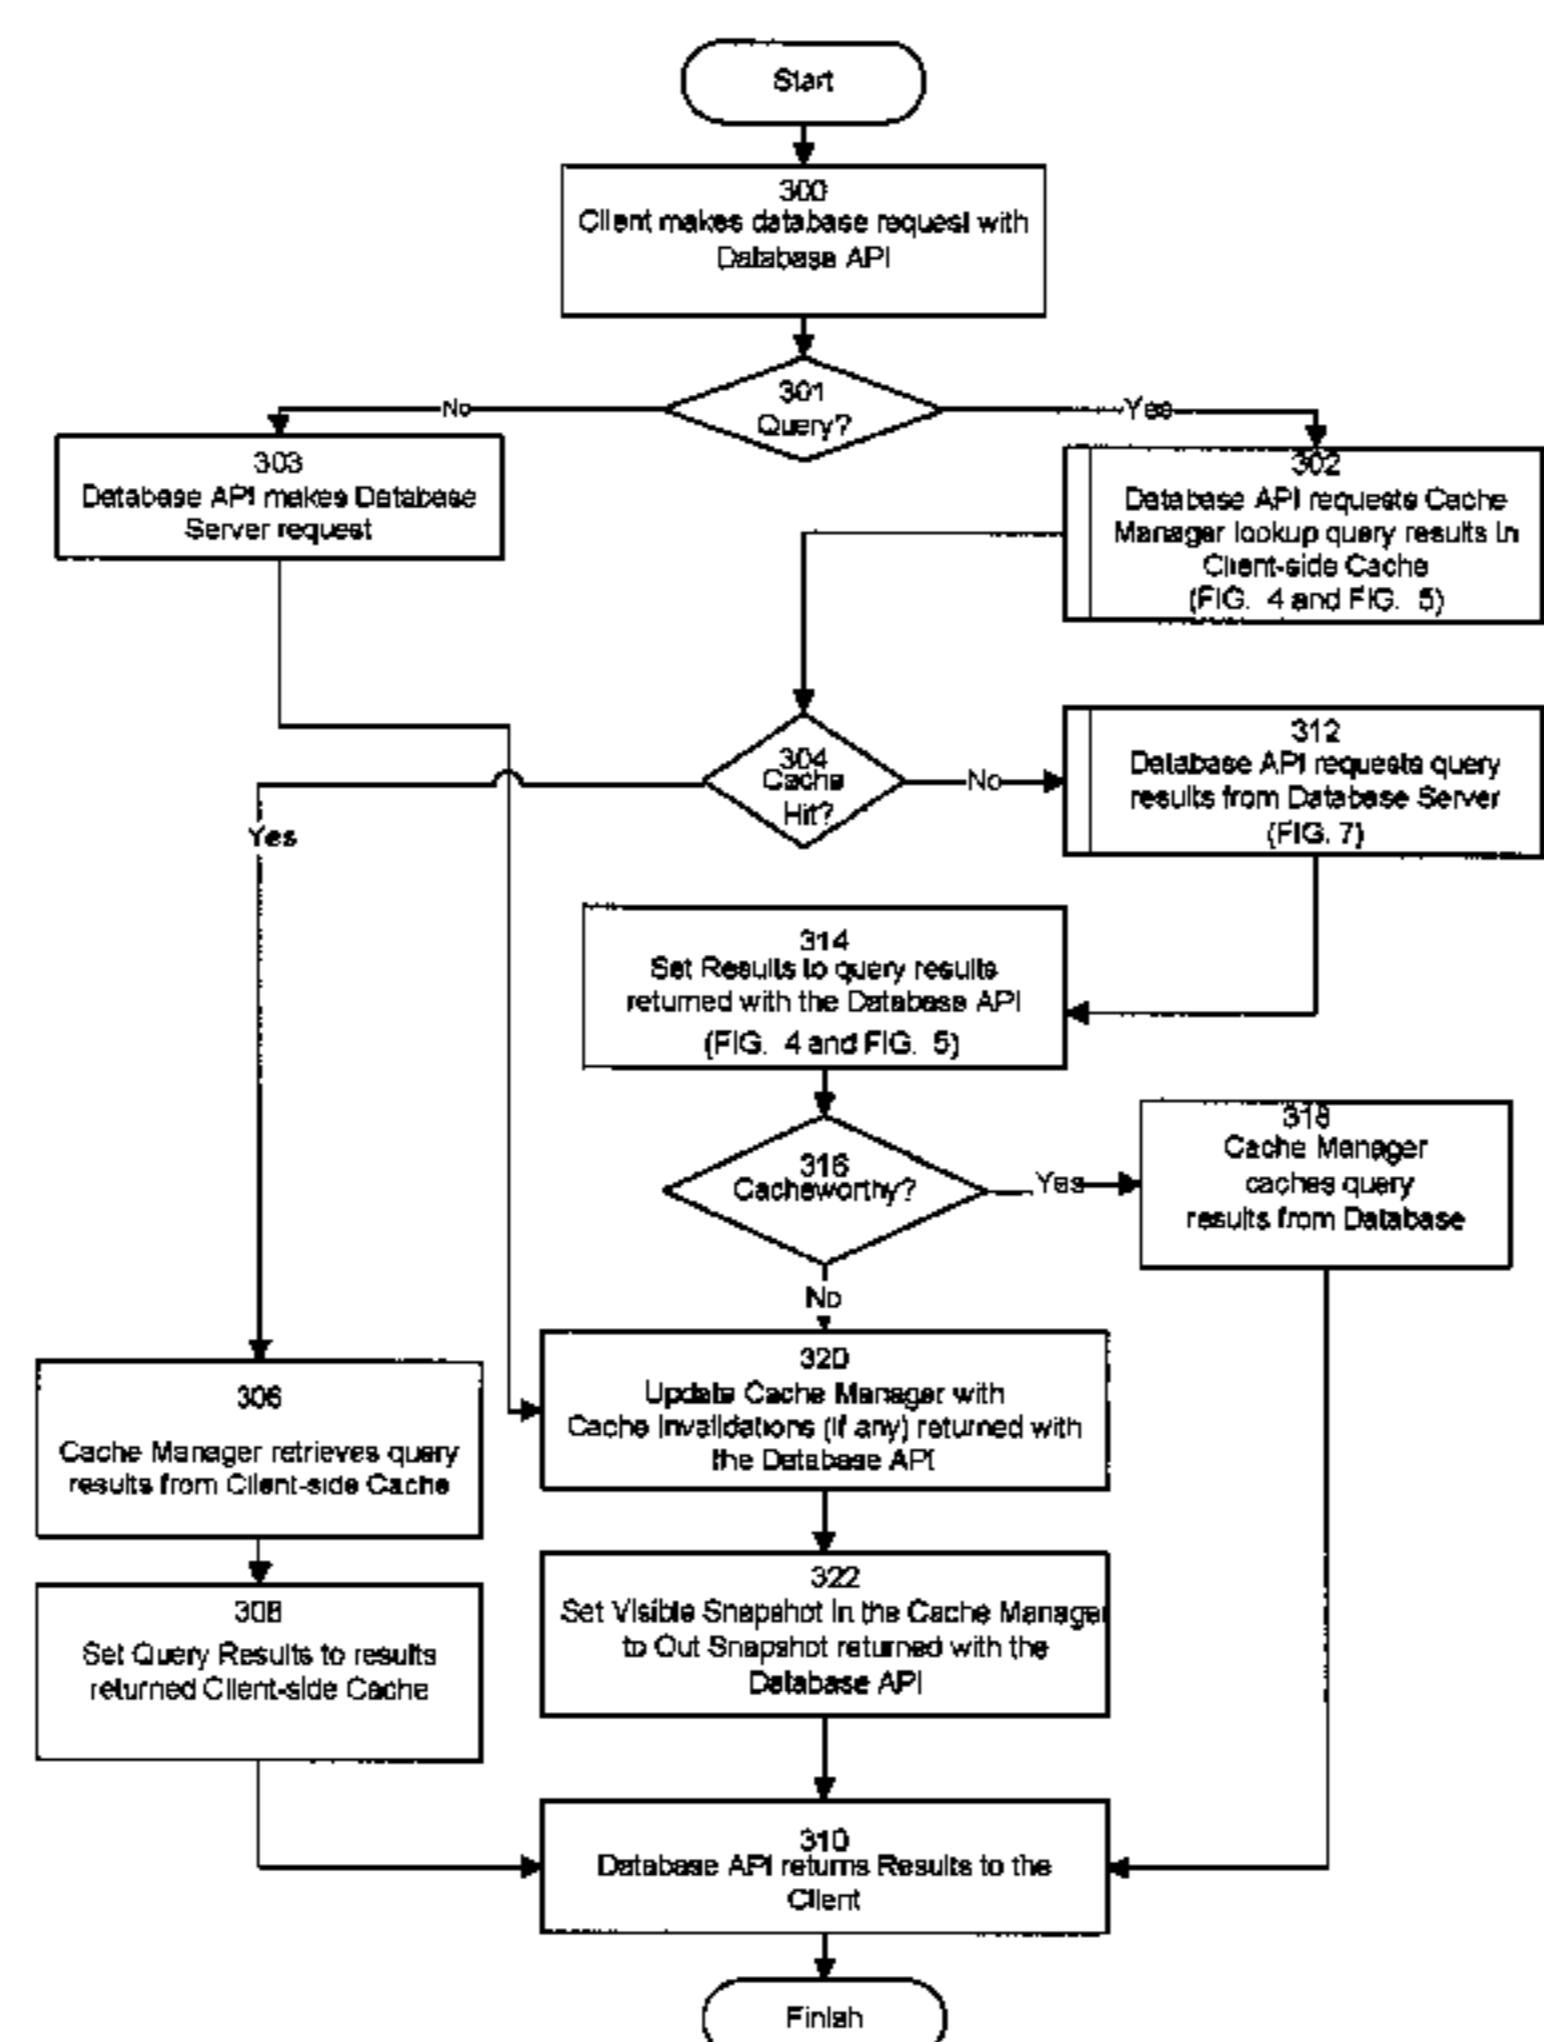 Start
300
Client makes database request with
Database API
301
Query?
No
Yes
303
Database API makes Database
Server request
302
Database API requests Cache
Manager lookup query results in
Client-side Cache
(FIG. 4 and FIG. 5)
304
Cache
Hit?
No
Yes
312
Database API requests query
results from Database Server
(FIG. 7)
314
Set Results to query results
returned with the Database API
(FIG. 4 and FIG. 5)
316
Cacheworthy?
Yes
No
318
Cache Manager
caches query
results from Database
320
Update Cache Manager with
Cache Invalidations (if any) returned with
the Database API
306
Cache Manager retrieves query
results from Client-side Cache
322
Set Visible Snapshot in the Cache Manager
to Out Snapshot returned with the
Database API
308
Set Query Results to results
returned Client-side Cache
310
Database API returns Results to the
Client
Finish